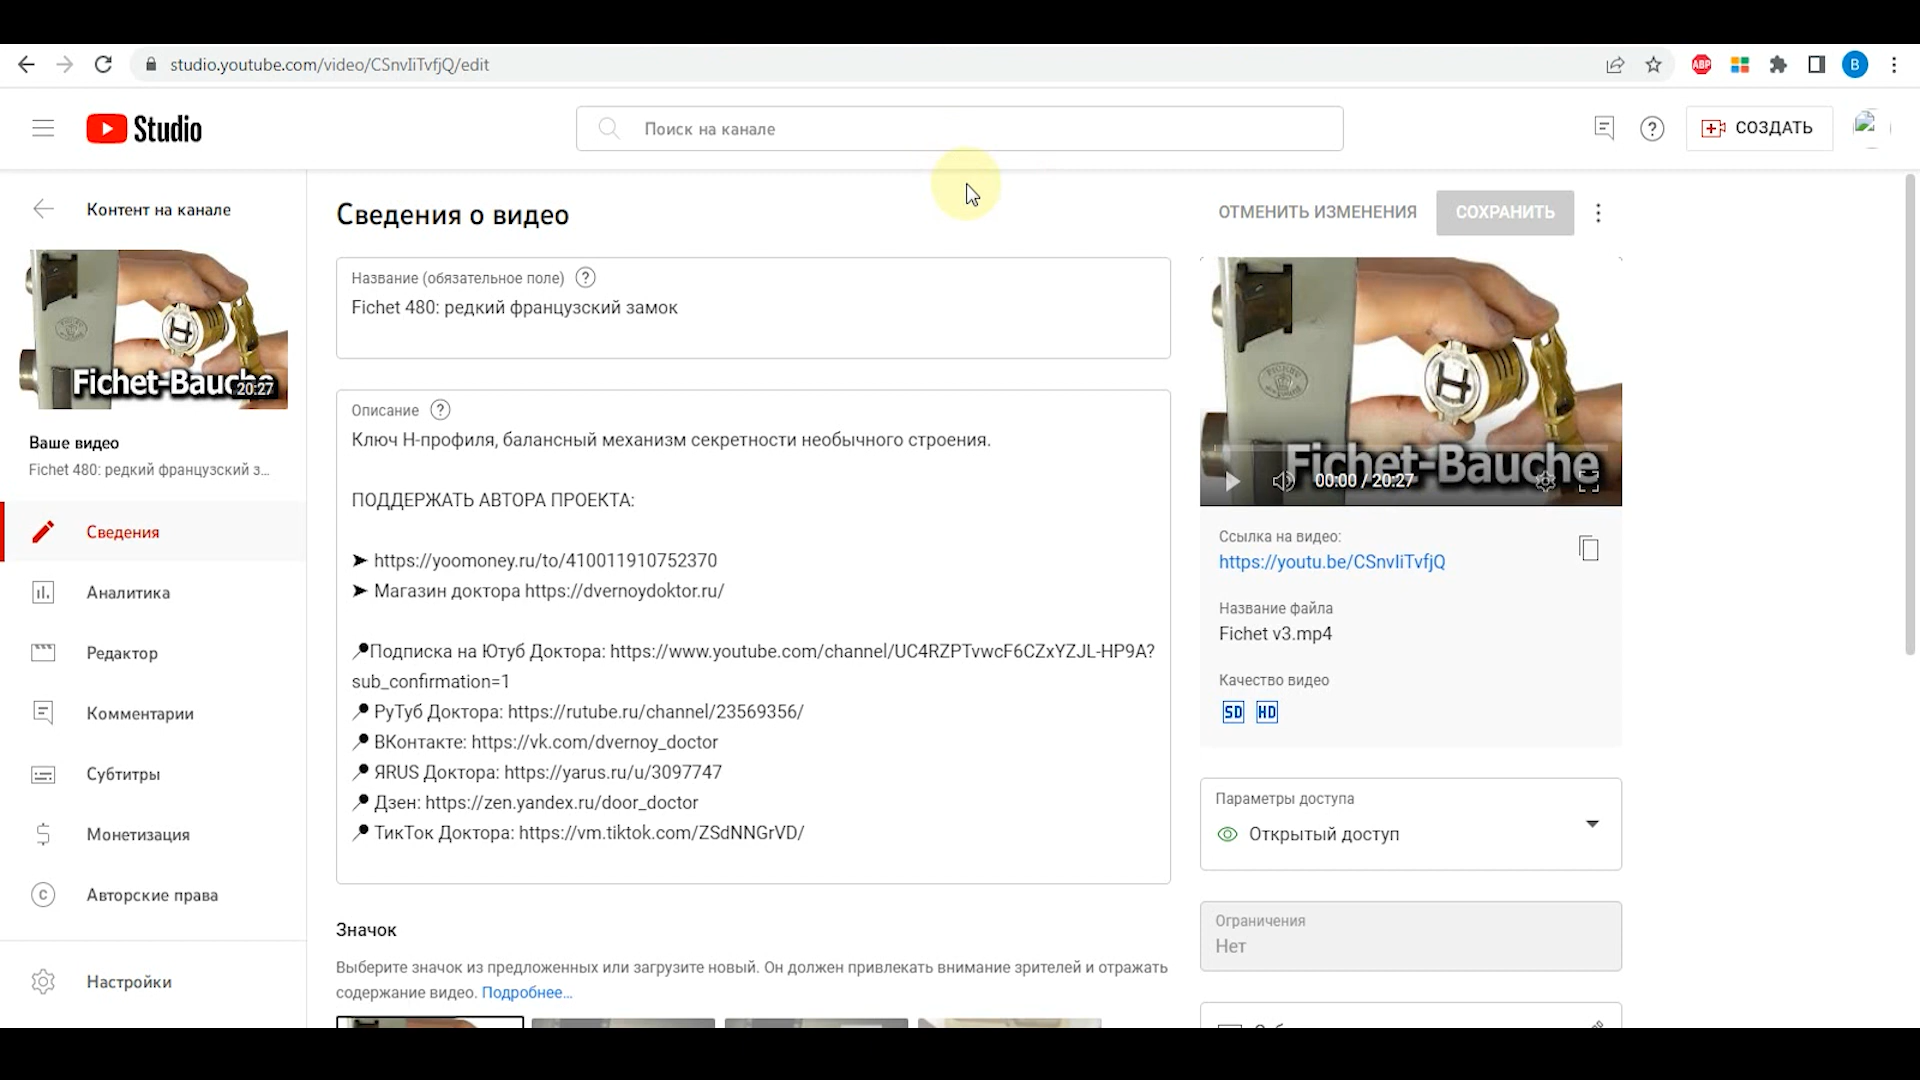 studio.youtube.com/video/CSnvIiTvfjQ/edit
ABP
B
Studio
Поиск на канале
СОЗДАТЬ
Контент на канале
Fichet-Bauche
20:27
Ваше видео
Fichet 480: редкий французский з...
Сведения
Аналитика
Редактор
Комментарии
Субтитры
Монетизация
Авторские права
Настройки
Сведения о видео
ОТМЕНИТЬ ИЗМЕНЕНИЯ
СОХРАНИТЬ
Название (обязательное поле)
Fichet 480: редкий французский замок
Описание
Ключ Н-профиля, балансный механизм секретности необычного строения.
ПОДДЕРЖАТЬ АВТОРА ПРОЕКТА:
➤ https://yoomoney.ru/to/410011910752370
➤ Магазин доктора https://dvernoydoktor.ru/
📍Подписка на Ютуб Доктора: https://www.youtube.com/channel/UC4RZPTvwcF6CZxYZJL-HP9A?
sub_confirmation=1
📍 РуТуб Доктора: https://rutube.ru/channel/23569356/
📍 ВКонтакте: https://vk.com/dvernoy_doctor
📍 ЯRUS Доктора: https://yarus.ru/u/3097747
📍 Дзен: https://zen.yandex.ru/door_doctor
📍 ТикТок Доктора: https://vm.tiktok.com/ZSdNNGrVD/
Значок
Выберите значок из предложенных или загрузите новый. Он должен привлекать внимание зрителей и отражать
содержание видео. Подробнее...
Fichet-Bauche
00:00 / 20:27
Ссылка на видео:
https://youtu.be/CSnvIiTvfjQ
Название файла
Fichet v3.mp4
Качество видео
SD HD
Параметры доступа
Открытый доступ
Ограничения
Нет